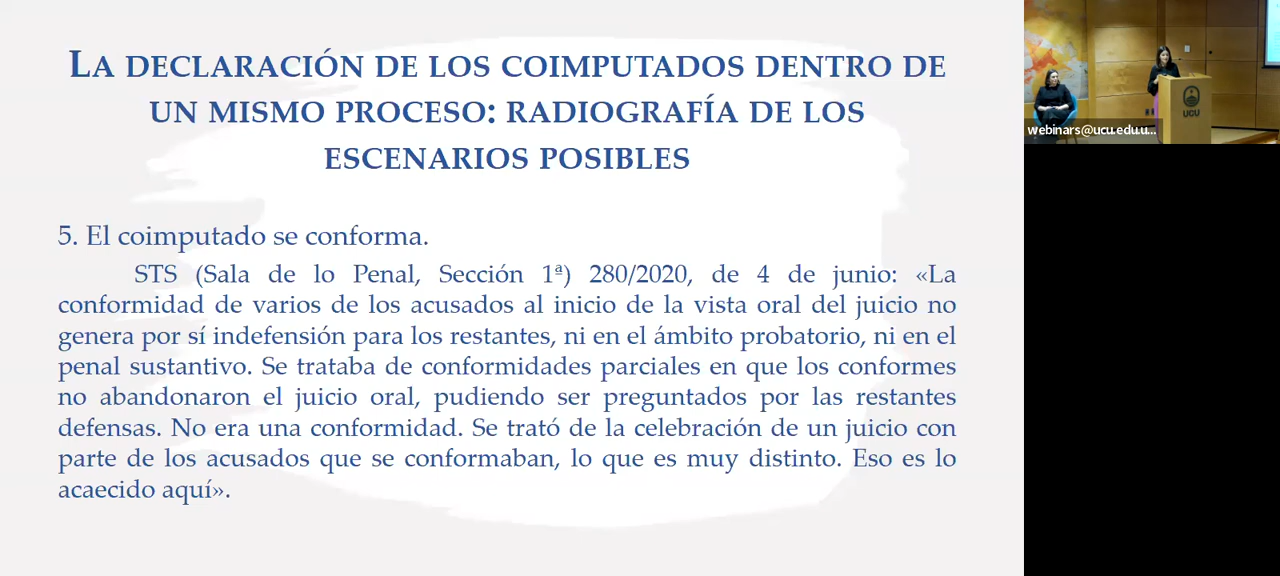 LA DECLARACIÓN DE LOS COIMPUTADOS DENTRO DE
UN MISMO PROCESO: RADIOGRAFÍA DE LOS
ESCENARIOS POSIBLES
5. El coimputado se conforma.
STS (Sala de lo Penal, Sección 1ª) 280/2020, de 4 de junio: «La
conformidad de varios de los acusados al inicio de la vista oral del juicio no
genera por sí indefensión para los restantes, ni en el ámbito probatorio, ni en el
penal sustantivo. Se trataba de conformidades parciales en que los conformes
no abandonaron el juicio oral, pudiendo ser preguntados por las restantes
defensas. No era una conformidad. Se trató de la celebración de un juicio con
parte de los acusados que se conformaban, lo que es muy distinto. Eso es lo
acaecido aquí».
UCU
webinars@ucu.edu.u...